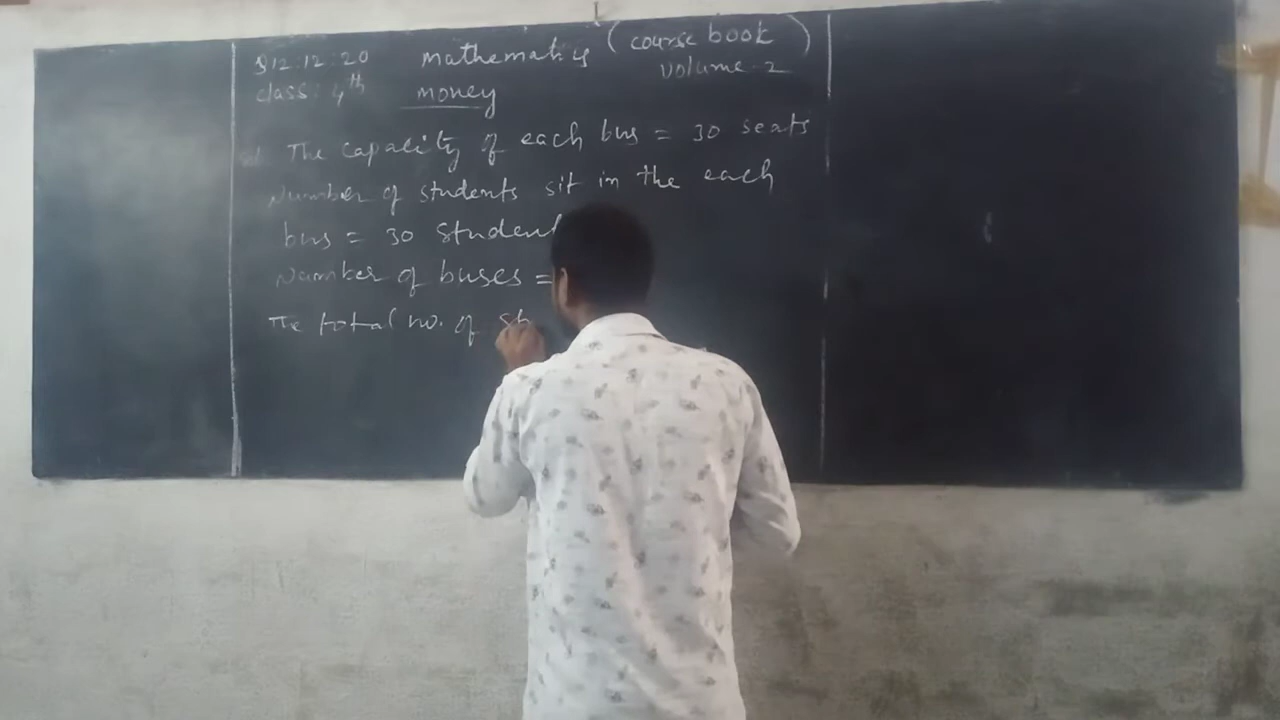 12:12:20 Mathematics (course book
class: 4th volume-2
money
The capacity of each bus = 30 seats
Number of students sit in the each
bus = 30 student
Number of buses =
The total no. of st